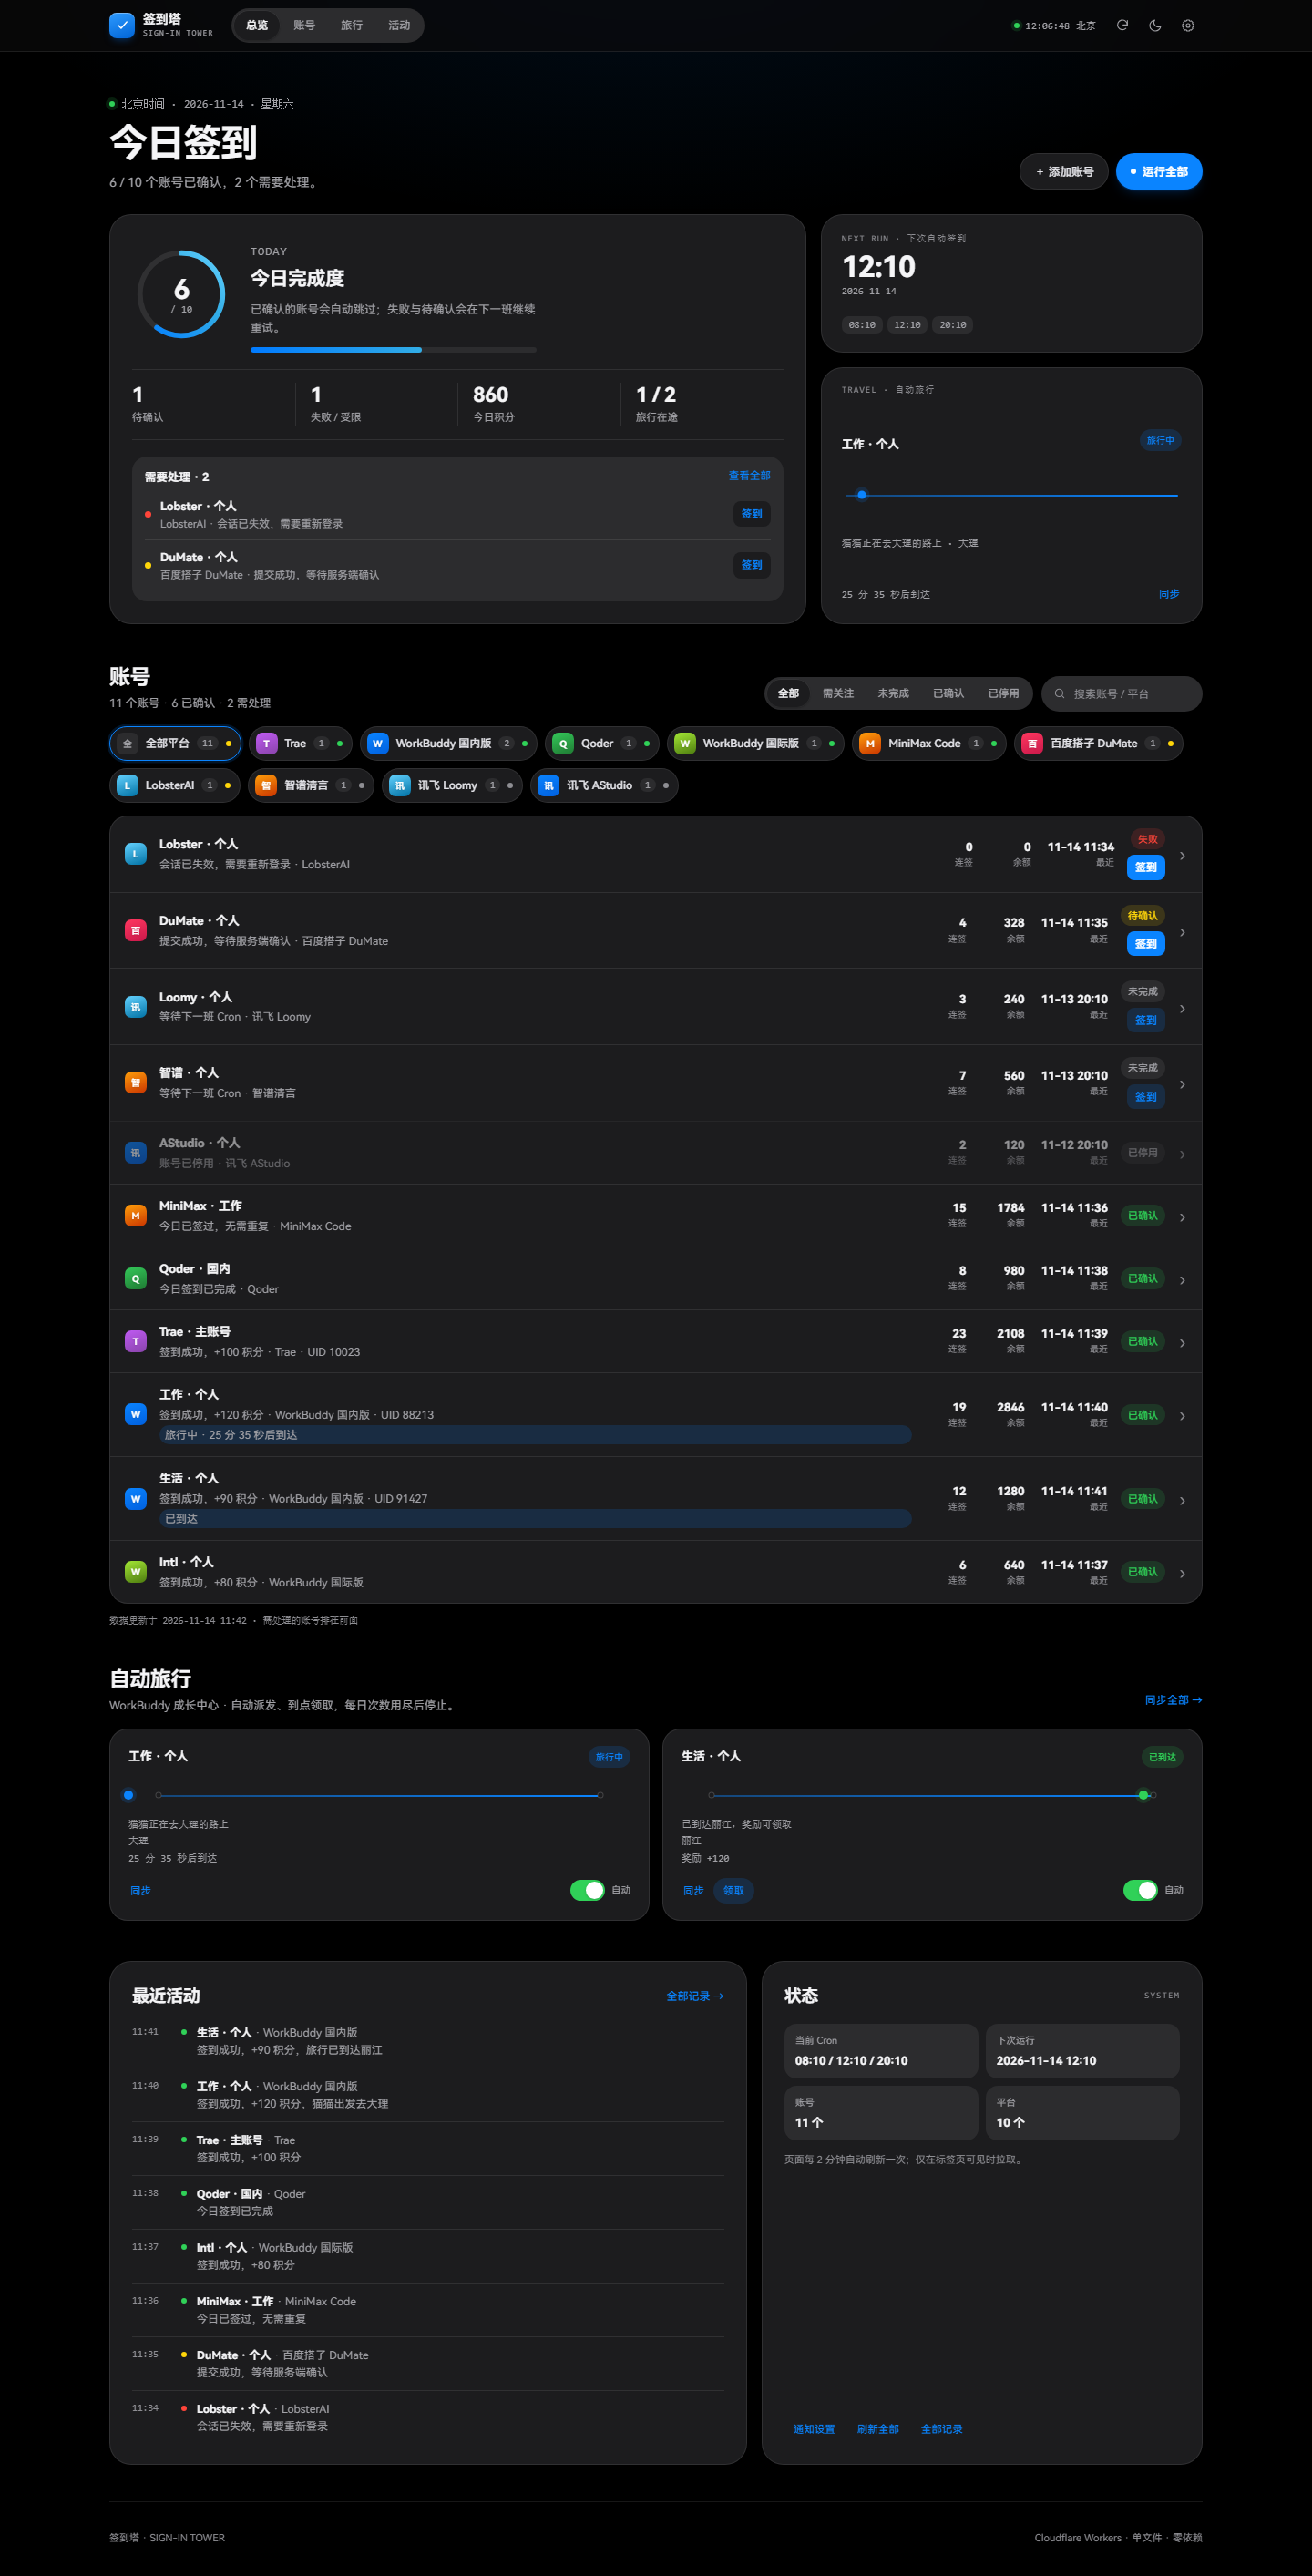 签到塔
SIGN-IN TOWER
总览 账号 旅行 活动
12:06:48 北京
北京时间 · 2026-11-14 · 星期六
今日签到
6 / 10 个账号已确认，2 个需要处理。
+ 添加账号
运行全部
6
/ 10
TODAY
今日完成度
已确认的账号会自动跳过；失败与待确认会在下一班继续
重试。
1
待确认
1
失败 / 受限
860
今日积分
1 / 2
旅行在途
需要处理 · 2
查看全部
Lobster · 个人
LobsterAI · 会话已失效，需要重新登录
签到
DuMate · 个人
百度搭子 DuMate · 提交成功，等待服务端确认
签到
NEXT RUN · 下次自动签到
12:10
2026-11-14
08:10 12:10 20:10
TRAVEL · 自动旅行
工作 · 个人
旅行中
猫猫正在去大理的路上 · 大理
25 分 35 秒后到达
同步
账号
11 个账号 · 6 已确认 · 2 需处理
全部 需关注 未完成 已确认 已停用
搜索账号 / 平台
全 全部平台 11
T Trae 1
W WorkBuddy 国内版 2
Q Qoder 1
W WorkBuddy 国际版 1
M MiniMax Code 1
百 百度搭子 DuMate 1
L LobsterAI 1
智 智谱清言 1
讯 讯飞 Loomy 1
讯 讯飞 AStudio 1
L
Lobster · 个人
会话已失效，需要重新登录 · LobsterAI
0 连签
0 余额
11-14 11:34 最近
失败
签到
百
DuMate · 个人
提交成功，等待服务端确认 · 百度搭子 DuMate
4 连签
328 余额
11-14 11:35 最近
待确认
签到
讯
Loomy · 个人
等待下一班 Cron · 讯飞 Loomy
3 连签
240 余额
11-13 20:10 最近
未完成
签到
智
智谱 · 个人
等待下一班 Cron · 智谱清言
7 连签
560 余额
11-13 20:10 最近
未完成
签到
讯
AStudio · 个人
账号已停用 · 讯飞 AStudio
2 连签
120 余额
11-12 20:10 最近
已停用
M
MiniMax · 工作
今日已签过，无需重复 · MiniMax Code
15 连签
1784 余额
11-14 11:36 最近
已确认
Q
Qoder · 国内
今日签到已完成 · Qoder
8 连签
980 余额
11-14 11:38 最近
已确认
T
Trae · 主账号
签到成功，+100 积分 · Trae · UID 10023
23 连签
2108 余额
11-14 11:39 最近
已确认
W
工作 · 个人
签到成功，+120 积分 · WorkBuddy 国内版 · UID 88213
旅行中 · 25 分 35 秒后到达
19 连签
2846 余额
11-14 11:40 最近
已确认
W
生活 · 个人
签到成功，+90 积分 · WorkBuddy 国内版 · UID 91427
已到达
12 连签
1280 余额
11-14 11:41 最近
已确认
W
Intl · 个人
签到成功，+80 积分 · WorkBuddy 国际版
6 连签
640 余额
11-14 11:37 最近
已确认
数据更新于 2026-11-14 11:42 · 需处理的账号排在前面
自动旅行
WorkBuddy 成长中心 · 自动派发、到点领取，每日次数用尽后停止。
同步全部 →
工作 · 个人
旅行中
猫猫正在去大理的路上
大理
25 分 35 秒后到达
同步
自动
生活 · 个人
已到达
已到达丽江，奖励可领取
丽江
奖励 +120
同步 领取
自动
最近活动
全部记录 →
11:41 生活 · 个人 · WorkBuddy 国内版
签到成功，+90 积分，旅行已到达丽江
11:40 工作 · 个人 · WorkBuddy 国内版
签到成功，+120 积分，猫猫出发去大理
11:39 Trae · 主账号 · Trae
签到成功，+100 积分
11:38 Qoder · 国内 · Qoder
今日签到已完成
11:37 Intl · 个人 · WorkBuddy 国际版
签到成功，+80 积分
11:36 MiniMax · 工作 · MiniMax Code
今日已签过，无需重复
11:35 DuMate · 个人 · 百度搭子 DuMate
提交成功，等待服务端确认
11:34 Lobster · 个人 · LobsterAI
会话已失效，需要重新登录
状态
SYSTEM
当前 Cron
08:10 / 12:10 / 20:10
下次运行
2026-11-14 12:10
账号
11 个
平台
10 个
页面每 2 分钟自动刷新一次；仅在标签页可见时拉取。
通知设置 刷新全部 全部记录
签到塔 · SIGN-IN TOWER
Cloudflare Workers · 单文件 · 零依赖